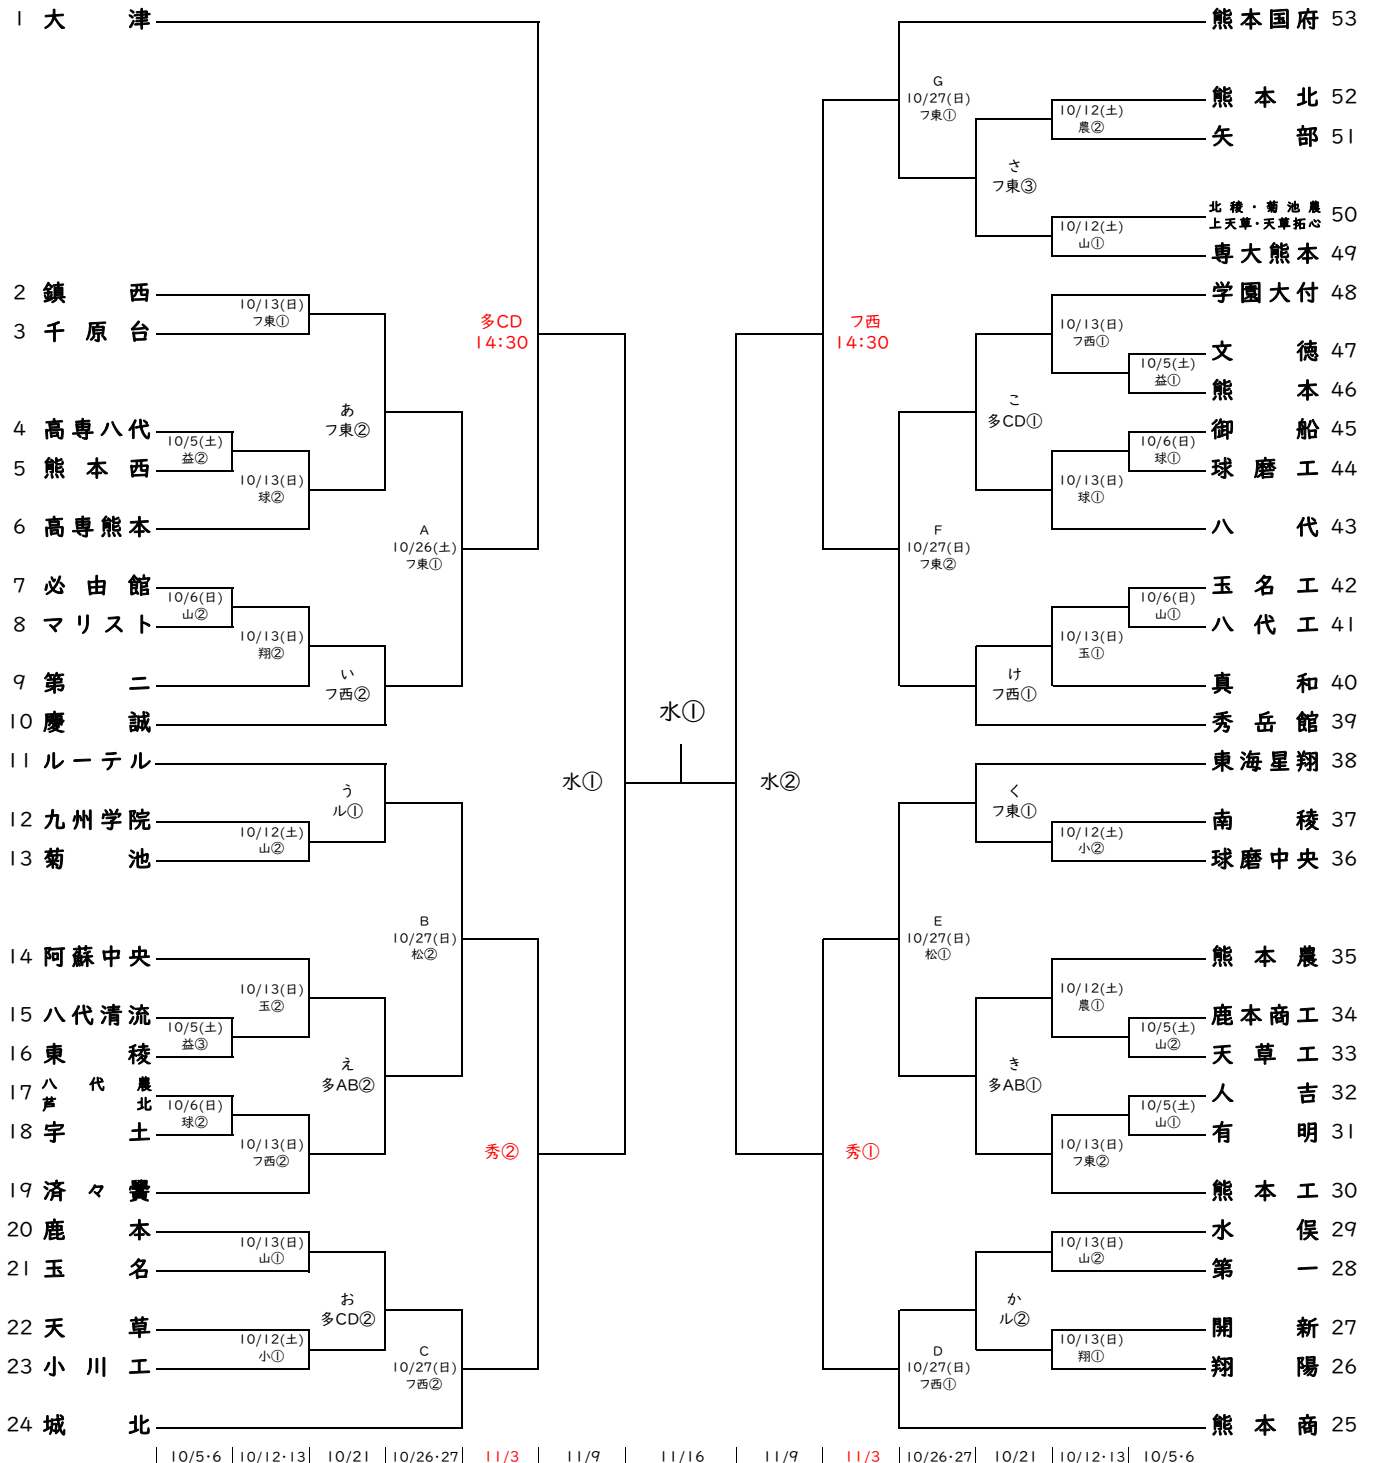 1 大津
2 鎮西
10/13(日)
フ東①
3 千原台
あ
フ東②
4 高専八代
10/5(土)
益②
5 熊本西
10/13(日)
球②
6 高専熊本
A
10/26(土)
フ東①
7 必由館
10/6(日)
山②
8 マリスト
10/13(日)
翔②
9 第二
い
フ西②
10 慶誠
多CD
14:30
11 ルーテル
う
ル①
12 九州学院
10/12(土)
山②
13 菊池
B
10/27(日)
松②
14 阿蘇中央
10/13(日)
玉②
15 八代清流
10/5(土)
益③
16 東稜
え
多AB②
17 八代農
芦北
10/6(日)
球②
18 宇土
10/13(日)
フ西②
19 済々黌
秀②
20 鹿本
10/13(日)
山①
21 玉名
お
多CD②
22 天草
10/12(土)
小①
23 小川工
C
10/27(日)
フ西②
24 城北
水①
水①
水②
熊本国府 53
G
10/27(日)
フ東①
熊本北 52
10/12(土)
農②
矢部 51
さ
フ東③
北稜・菊池農
上天草・天草拓心 50
10/12(土)
山①
専大熊本 49
フ西
14:30
学園大付 48
10/13(日)
フ西①
文徳 47
10/5(土)
益①
熊本 46
こ
多CD①
御船 45
10/6(日)
球①
球磨工 44
10/13(日)
球①
八代 43
F
10/27(日)
フ東②
玉名工 42
10/6(日)
山①
八代工 41
10/13(日)
玉①
真和 40
け
フ西①
秀岳館 39
東海星翔 38
く
フ東①
南稜 37
10/12(土)
小②
球磨中央 36
E
10/27(日)
松①
熊本農 35
10/12(土)
農①
鹿本商工 34
10/5(土)
山②
天草工 33
き
多AB①
人吉 32
10/5(土)
山①
有明 31
10/13(日)
フ東②
熊本工 30
秀①
水俣 29
10/13(日)
山②
第一 28
か
ル②
開新 27
10/13(日)
翔①
翔陽 26
D
10/27(日)
フ西①
熊本商 25
10/5・6 10/12・13 10/21 10/26・27 11/3 11/9 11/16 11/9 11/3 10/26・27 10/21 10/12・13 10/5・6